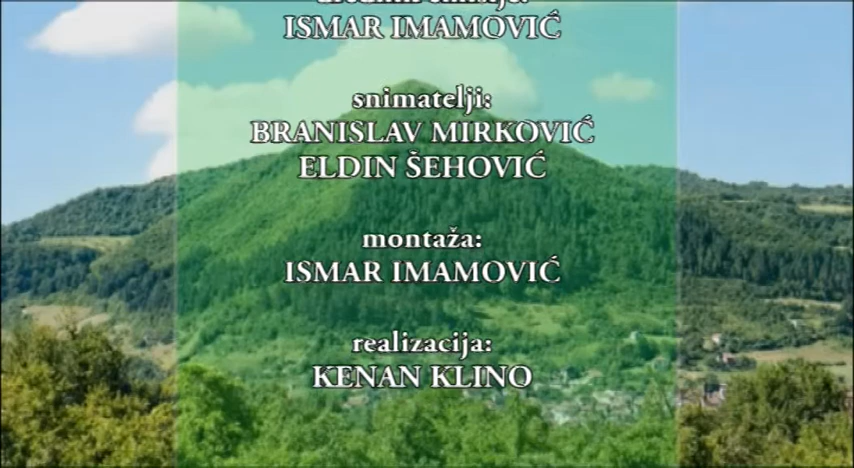 ISMAR IMAMOVIĆ
snimatelji:
BRANISLAV MIRKOVIĆ
ELDIN ŠEHOVIĆ
montaža:
ISMAR IMAMOVIĆ
realizacija:
KENAN KLINO